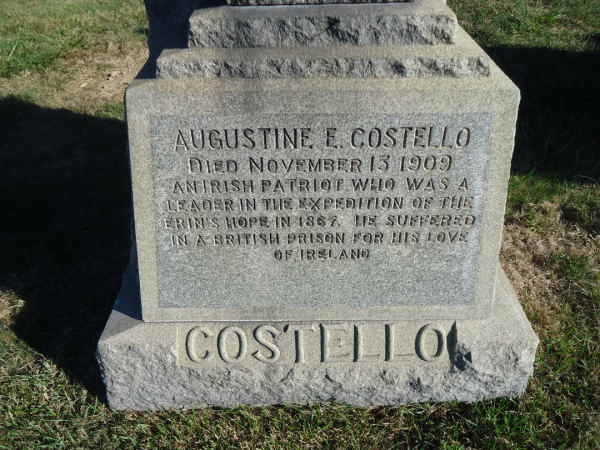 AUGUSTINE E. COSTELLO
DIED NOVEMBER 13 1909
AN IRISH PATRIOT WHO WAS A
LEADER IN THE EXPEDITION OF THE
ERIN'S HOPE IN 1867. HE SUFFERED
IN A BRITISH PRISON FOR HIS LOVE
OF IRELAND
COSTELLO